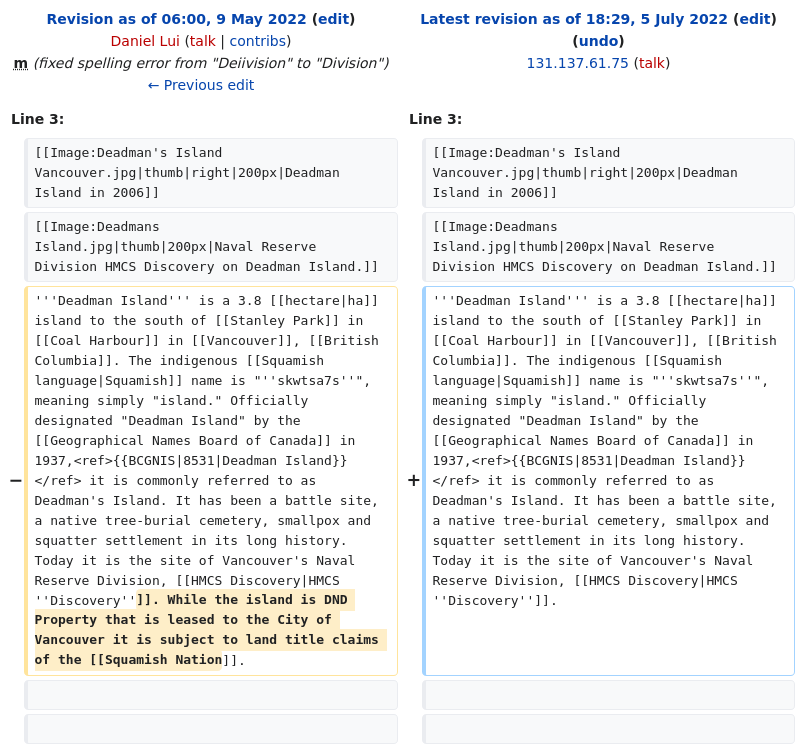 Revision as of 06:00, 9 May 2022 (edit)
Daniel Lui (talk | contribs)
m (fixed spelling error from "Deiivision" to "Division")
← Previous edit
Latest revision as of 18:29, 5 July 2022 (edit)
(undo)
131.137.61.75 (talk)
Line 3:
Line 3:
[[Image:Deadman's Island
Vancouver.jpg|thumb|right|200px|Deadman
Island in 2006]]
[[Image:Deadman's Island
Vancouver.jpg|thumb|right|200px|Deadman
Island in 2006]]
[[Image:Deadmans
Island.jpg|thumb|200px|Naval Reserve
Division HMCS Discovery on Deadman Island.]]
[[Image:Deadmans
Island.jpg|thumb|200px|Naval Reserve
Division HMCS Discovery on Deadman Island.]]
−
'''Deadman Island''' is a 3.8 [[hectare|ha]]
island to the south of [[Stanley Park]] in
[[Coal Harbour]] in [[Vancouver]], [[British
Columbia]]. The indigenous [[Squamish
language|Squamish]] name is "''skwtsa7s''",
meaning simply "island." Officially
designated "Deadman Island" by the
[[Geographical Names Board of Canada]] in
1937,<ref>{{BCGNIS|8531|Deadman Island}}
</ref> it is commonly referred to as
Deadman's Island. It has been a battle site,
a native tree-burial cemetery, smallpox and
squatter settlement in its long history.
Today it is the site of Vancouver's Naval
Reserve Division, [[HMCS Discovery|HMCS
''Discovery'']]. While the island is DND
Property that is leased to the City of
Vancouver it is subject to land title claims
of the [[Squamish Nation]].
+
'''Deadman Island''' is a 3.8 [[hectare|ha]]
island to the south of [[Stanley Park]] in
[[Coal Harbour]] in [[Vancouver]], [[British
Columbia]]. The indigenous [[Squamish
language|Squamish]] name is "''skwtsa7s''",
meaning simply "island." Officially
designated "Deadman Island" by the
[[Geographical Names Board of Canada]] in
1937,<ref>{{BCGNIS|8531|Deadman Island}}
</ref> it is commonly referred to as
Deadman's Island. It has been a battle site,
a native tree-burial cemetery, smallpox and
squatter settlement in its long history.
Today it is the site of Vancouver's Naval
Reserve Division, [[HMCS Discovery|HMCS
''Discovery'']].